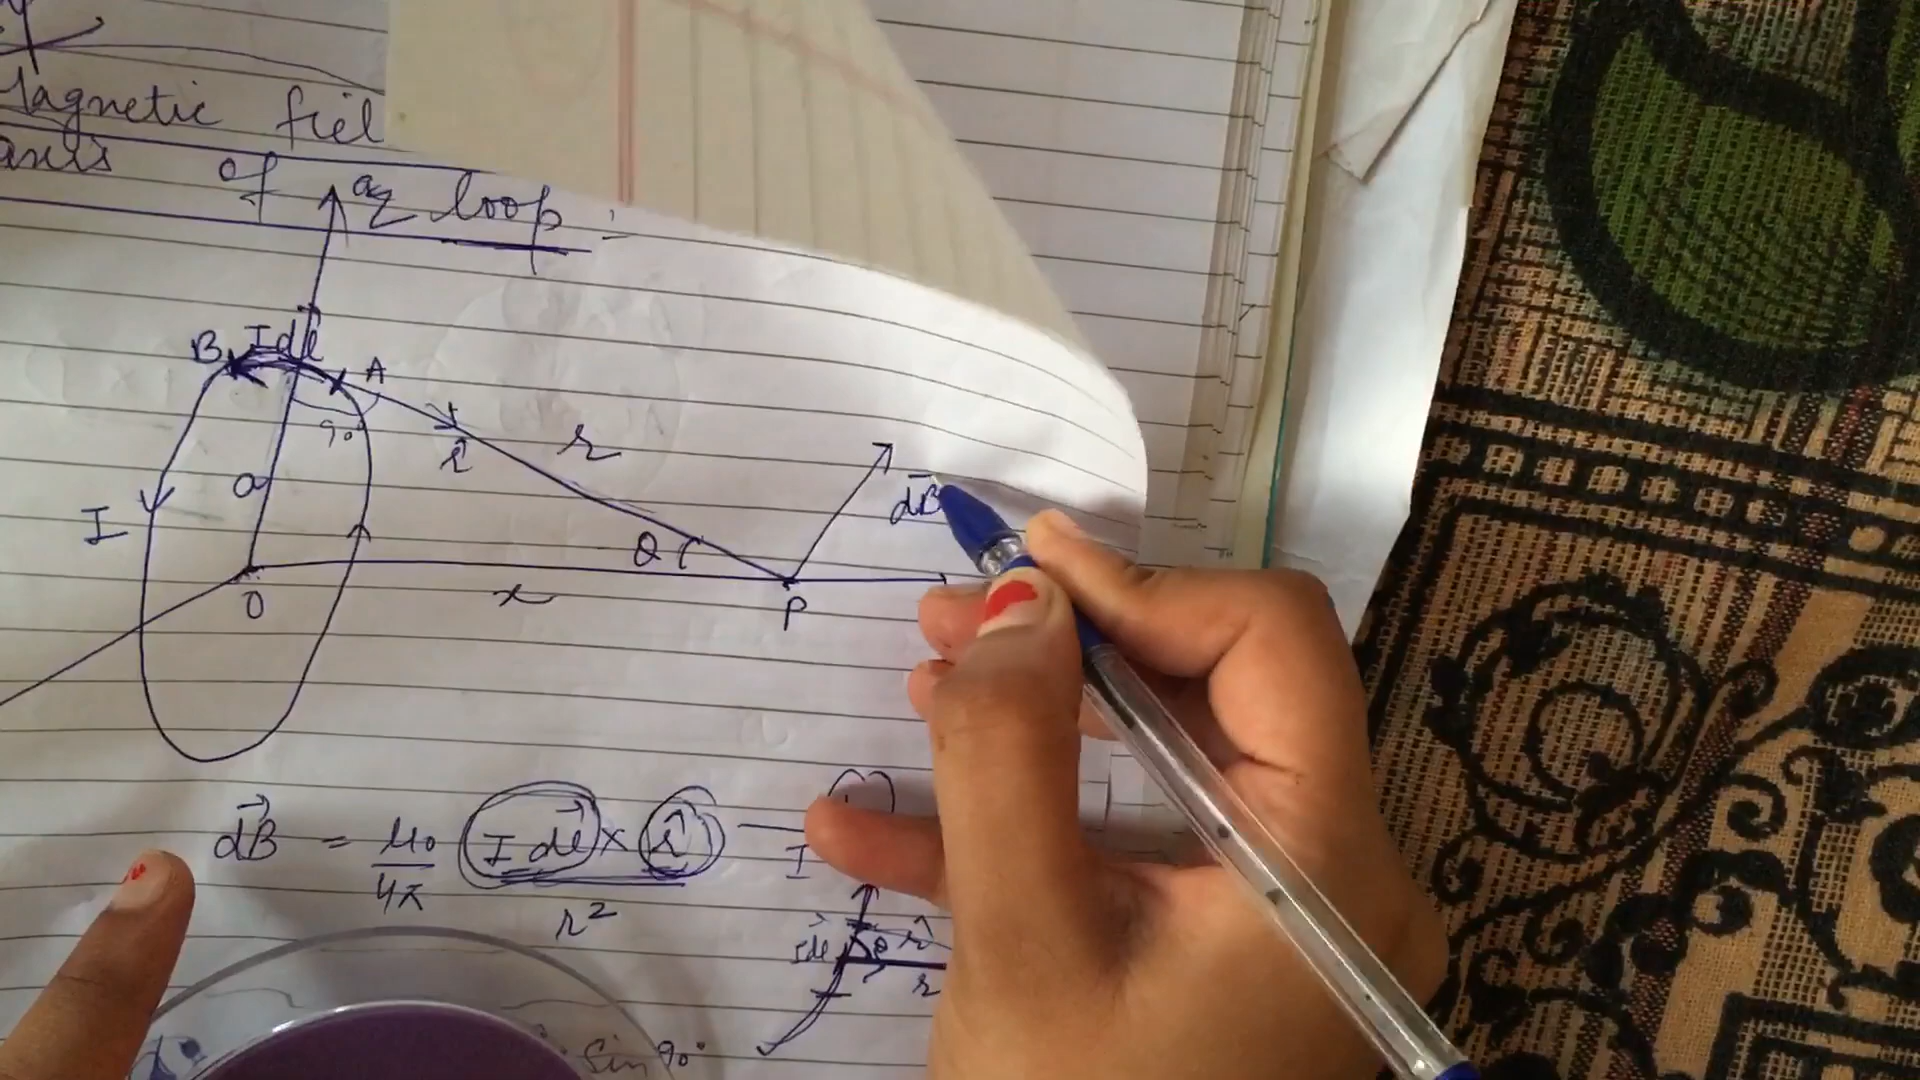 Magnetic fiel
axis of a loop :-
B Idl A
90°
r̂ r
a
I
dB
θ
O x P
dB = μ0/4π (Idl × r̂) / r²
I
Idl θ r̂
r
Sin 90°